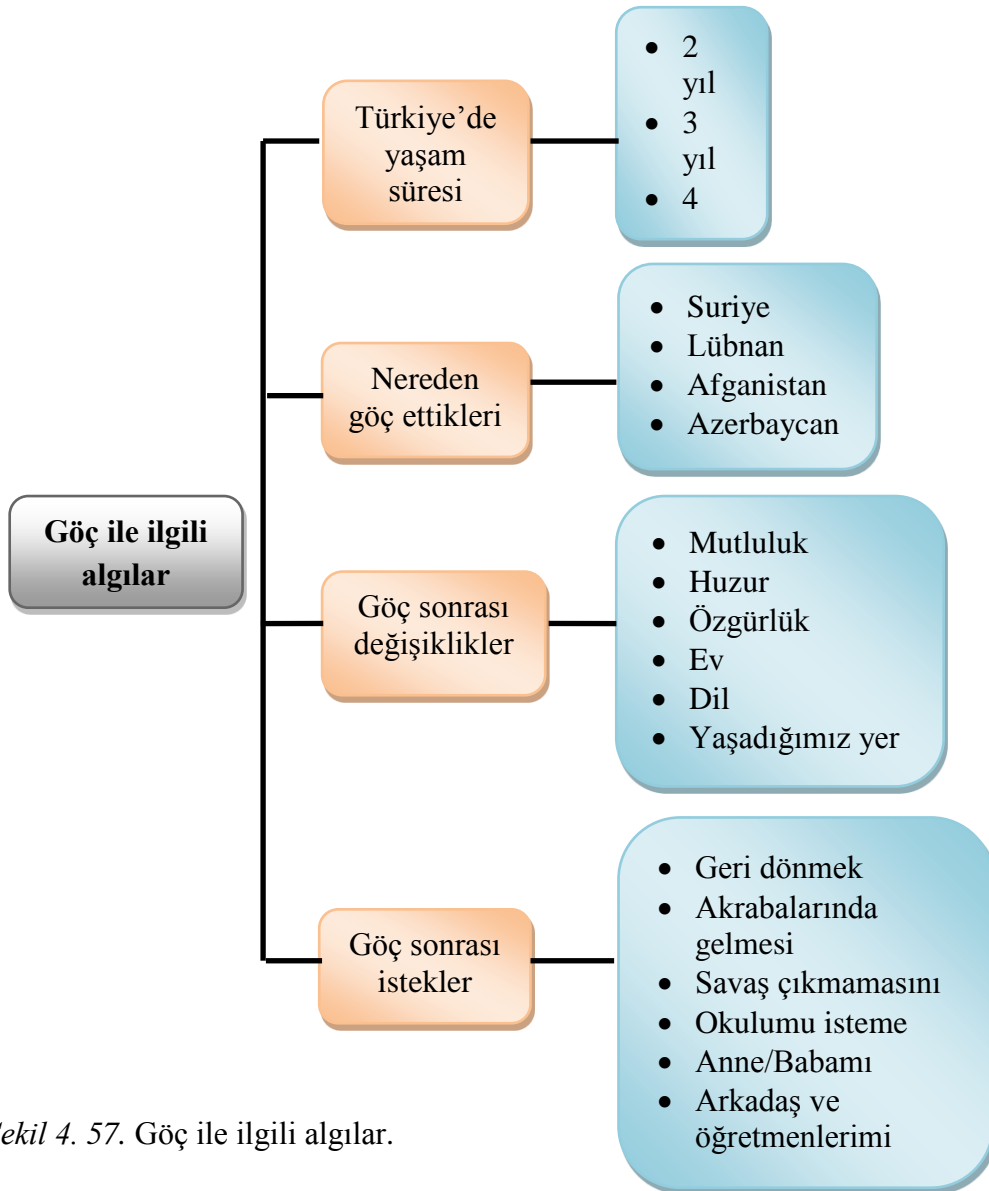 Türkiye’de
yaşam
süresi
• 2
yıl
• 3
yıl
• 4
Nereden
göç ettikleri
• Suriye
• Lübnan
• Afganistan
• Azerbaycan
Göç ile ilgili
algılar
Göç sonrası
değişiklikler
• Mutluluk
• Huzur
• Özgürlük
• Ev
• Dil
• Yaşadığımız yer
Göç sonrası
istekler
• Geri dönmek
• Akrabalarında
gelmesi
• Savaş çıkmamasını
• Okulumu isteme
• Anne/Babamı
• Arkadaş ve
öğretmenlerimi
ekil 4. 57. Göç ile ilgili algılar.